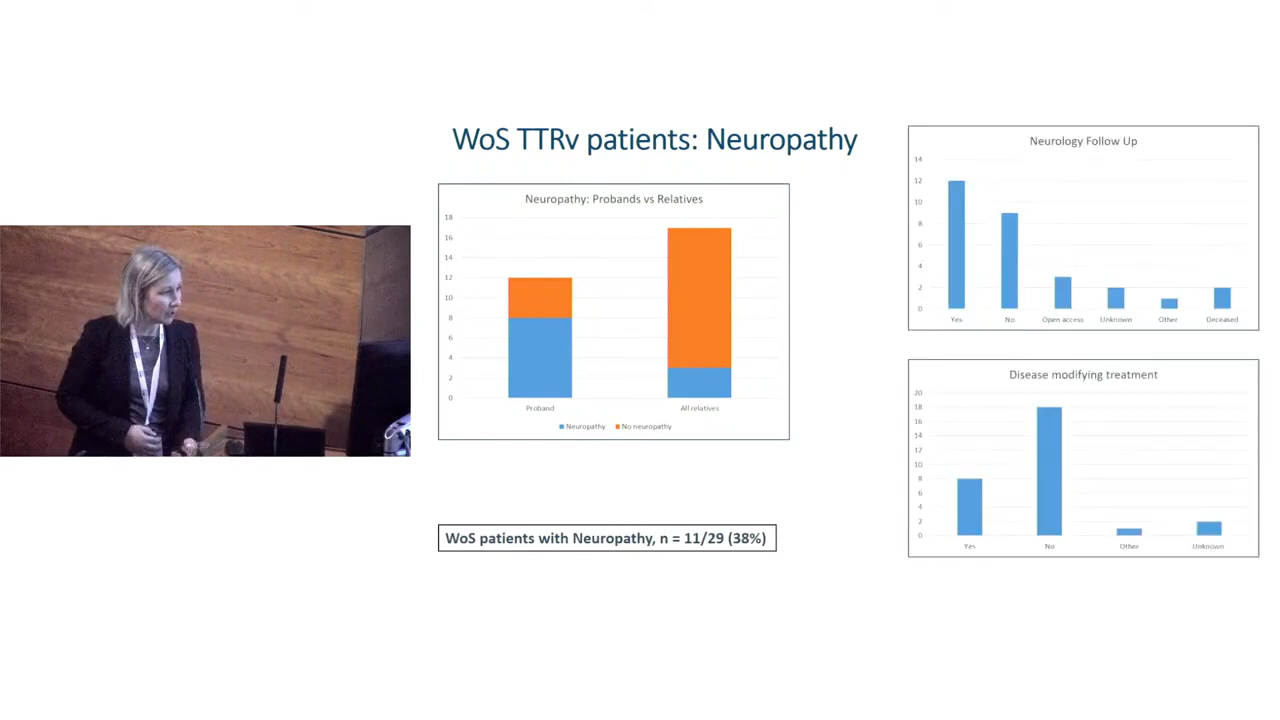 WoS TTRv patients: Neuropathy
Neuropathy: Probands vs Relatives
18
16
14
12
10
8
6
4
2
0
Proband
All relatives
Neuropathy
No neuropathy
WoS patients with Neuropathy, n = 11/29 (38%)
Neurology Follow Up
14
12
10
8
6
4
2
0
Yes
No
Open access
Unknown
Other
Deceased
Disease modifying treatment
20
18
16
14
12
10
8
6
4
2
0
Yes
No
Other
Unknown